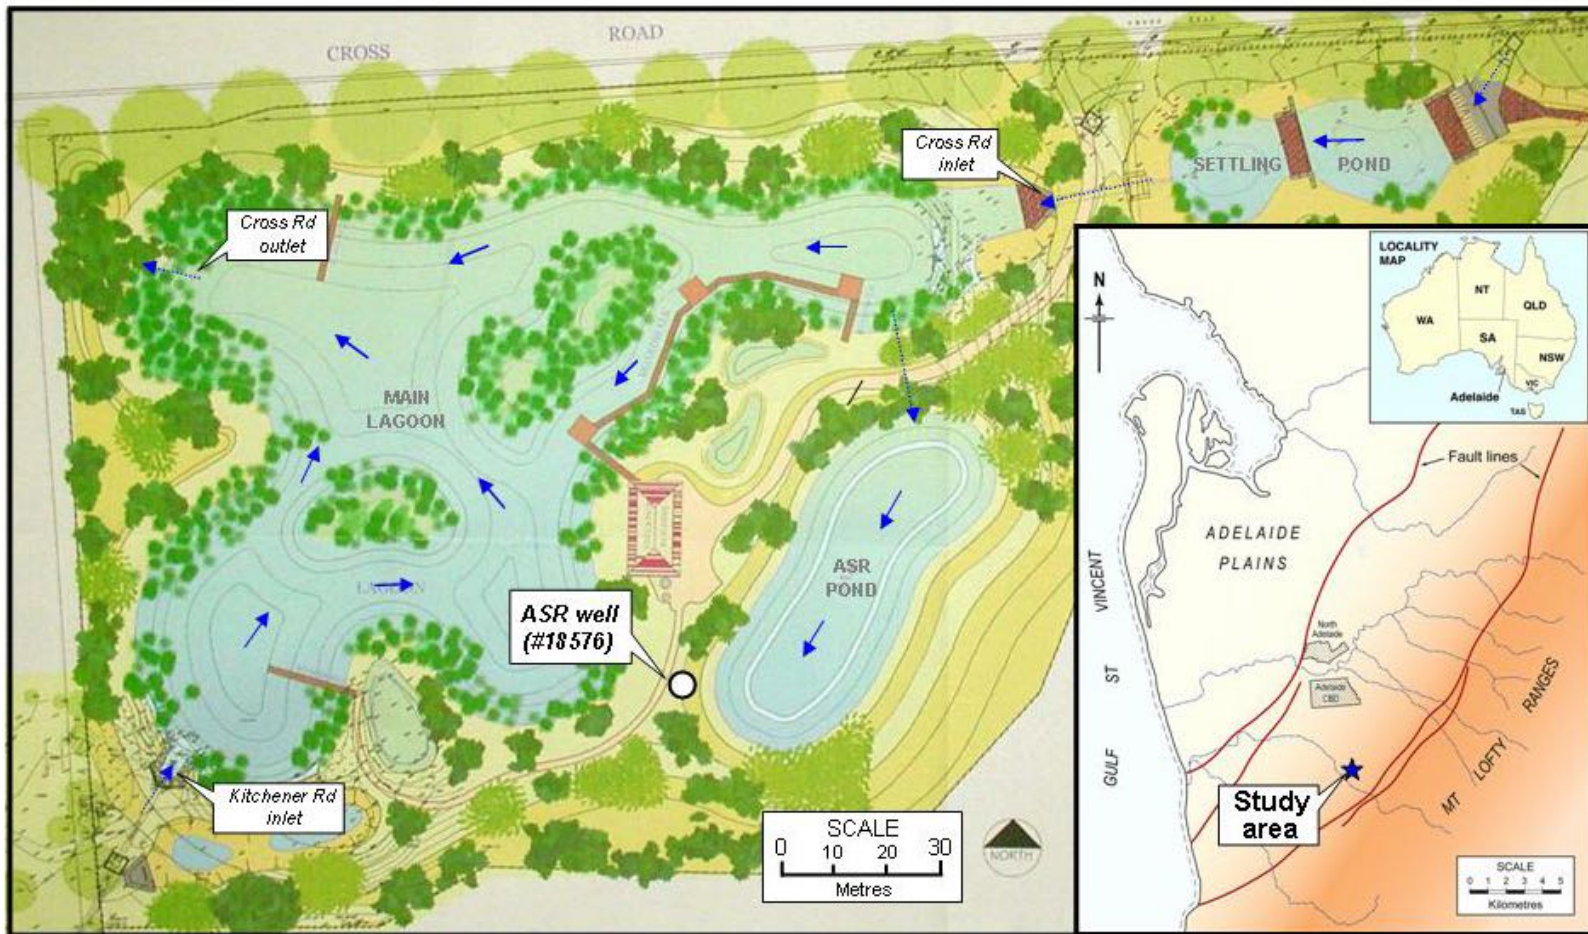 CROSS ROAD
Cross Rd
inlet
SETTLING POND
Cross Rd
outlet
MAIN
LAGOON
LAGOON
ASR
POND
ASR well
(#18576)
Kitchener Rd
inlet
SCALE
0 10 20 30
Metres
NORTH
LOCALITY
MAP
NT
QLD
WA
SA
NSW
VIC
Adelaide
TAS
N
Fault lines
ADELAIDE
PLAINS
GULF ST VINCENT
North
Adelaide
Adelaide
CBD
MT LOFTY RANGES
Study
area
SCALE
0 1 2 3 4 5
Kilometres